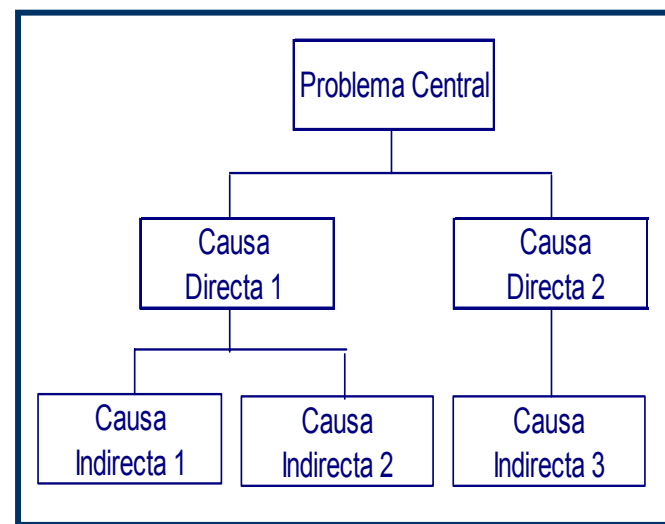 Problema Central
Causa
Directa 1
Causa
Directa 2
Causa
Indirecta 1
Causa
Indirecta 2
Causa
Indirecta 3